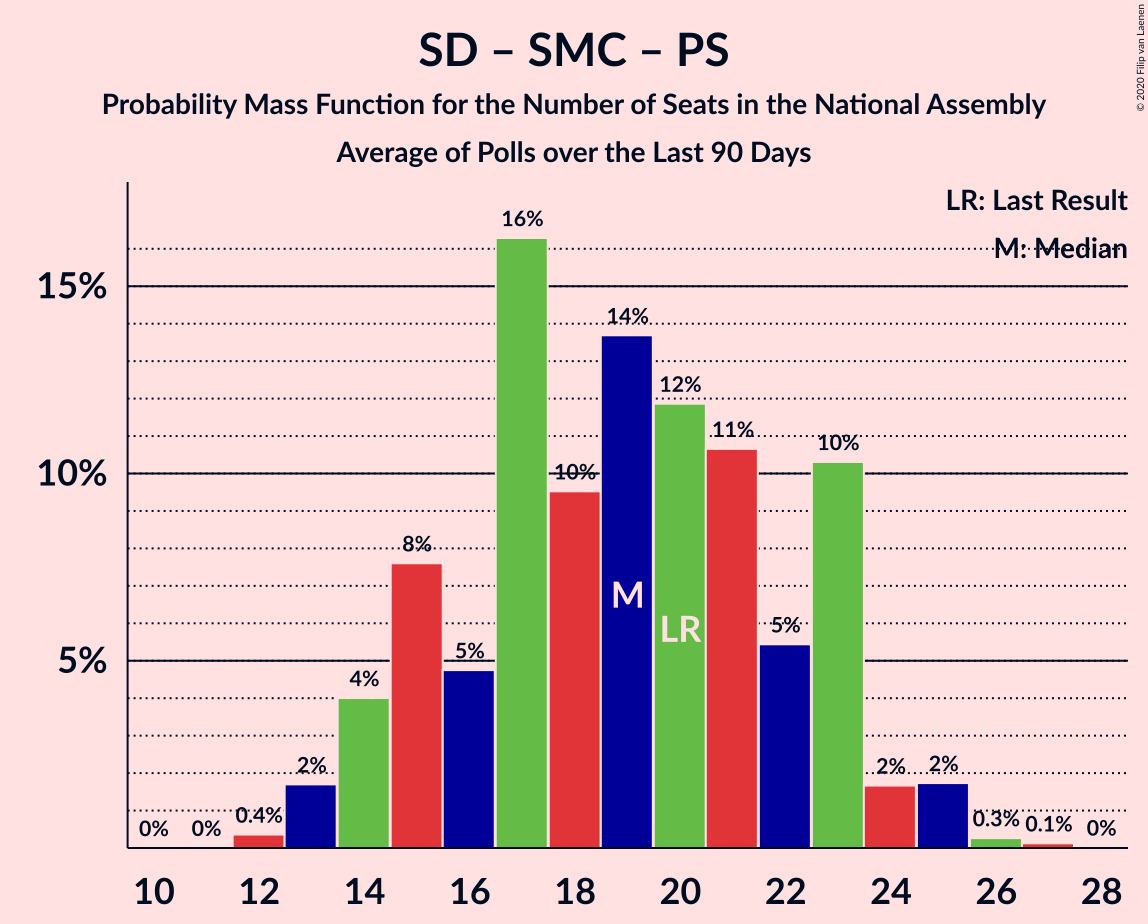 SD – SMC – PS
Probability Mass Function for the Number of Seats in the National Assembly
Average of Polls over the Last 90 Days
© 2020 Filip van Laenen
LR: Last Result
M: Median
15%
10%
5%
0%
0%
0.4%
2%
4%
8%
5%
16%
10%
14%
12%
11%
5%
10%
2%
2%
0.3%
0.1%
0%
M
LR
10 12 14 16 18 20 22 24 26 28